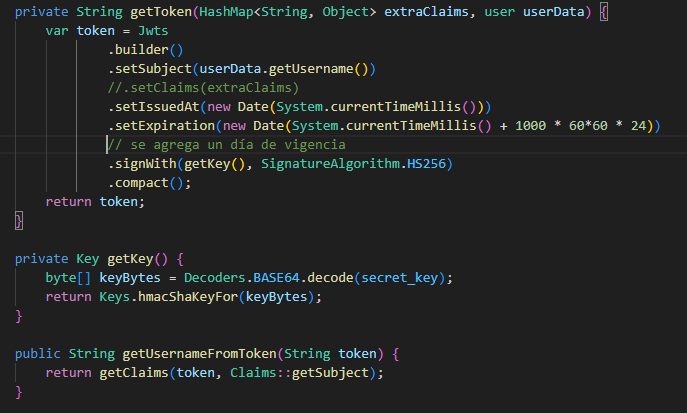 private String getToken(HashMap<String, Object> extraClaims, user userData) {
var token = Jwts
.builder()
.setSubject(userData.getUsername())
//.setClaims(extraClaims)
.setIssuedAt(new Date(System.currentTimeMillis()))
.setExpiration(new Date(System.currentTimeMillis() + 1000 * 60*60 * 24))
// se agrega un día de vigencia
.signWith(getKey(), SignatureAlgorithm.HS256)
.compact();
return token;
}
private Key getKey() {
byte[] keyBytes = Decoders.BASE64.decode(secret_key);
return Keys.hmacShaKeyFor(keyBytes);
}
public String getUsernameFromToken(String token) {
return getClaims(token, Claims::getSubject);
}